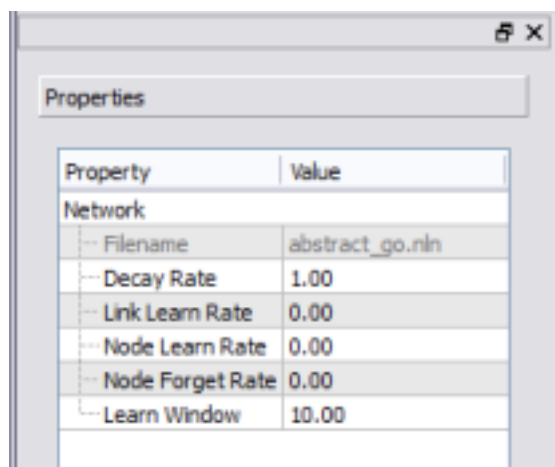 Properties
Property Value
Network
Filename abstract_go.nln
Decay Rate 1.00
Link Learn Rate 0.00
Node Learn Rate 0.00
Node Forget Rate 0.00
Learn Window 10.00